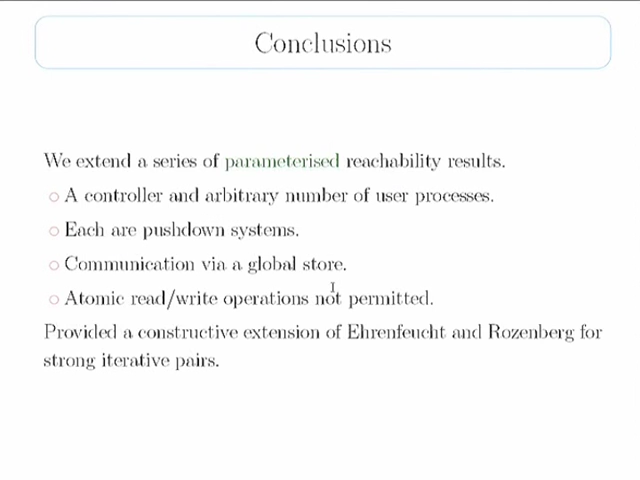 Conclusions
We extend a series of parameterised reachability results.
○ A controller and arbitrary number of user processes.
○ Each are pushdown systems.
○ Communication via a global store.
○ Atomic read/write operations not permitted.
Provided a constructive extension of Ehrenfeucht and Rozenberg for
strong iterative pairs.